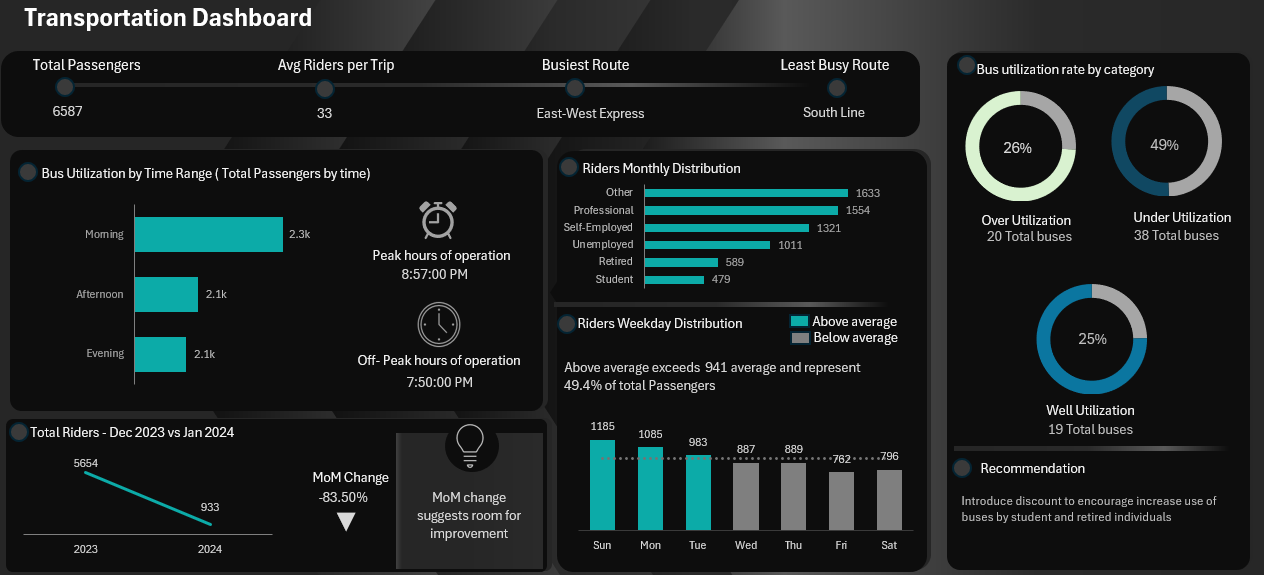 Transportation Dashboard
Total Passengers
6587
Avg Riders per Trip
33
Busiest Route
East-West Express
Least Busy Route
South Line
Bus Utilization by Time Range ( Total Passengers by time)
Morning
2.3k
Afternoon
2.1k
Evening
2.1k
Peak hours of operation
8:57:00 PM
Off- Peak hours of operation
7:50:00 PM
Total Riders - Dec 2023 vs Jan 2024
5654
933
2023
2024
MoM Change
-83.50%
MoM change
suggests room for
improvement
Riders Monthly Distribution
Other
1633
Professional
1554
Self-Employed
1321
Unemployed
1011
Retired
589
Student
479
Riders Weekday Distribution
Above average
Below average
Above average exceeds 941 average and represent
49.4% of total Passengers
1185
1085
983
887
889
762
796
Sun
Mon
Tue
Wed
Thu
Fri
Sat
Bus utilization rate by category
26%
Over Utilization
20 Total buses
49%
Under Utilization
38 Total buses
25%
Well Utilization
19 Total buses
Recommendation
Introduce discount to encourage increase use of
buses by student and retired individuals